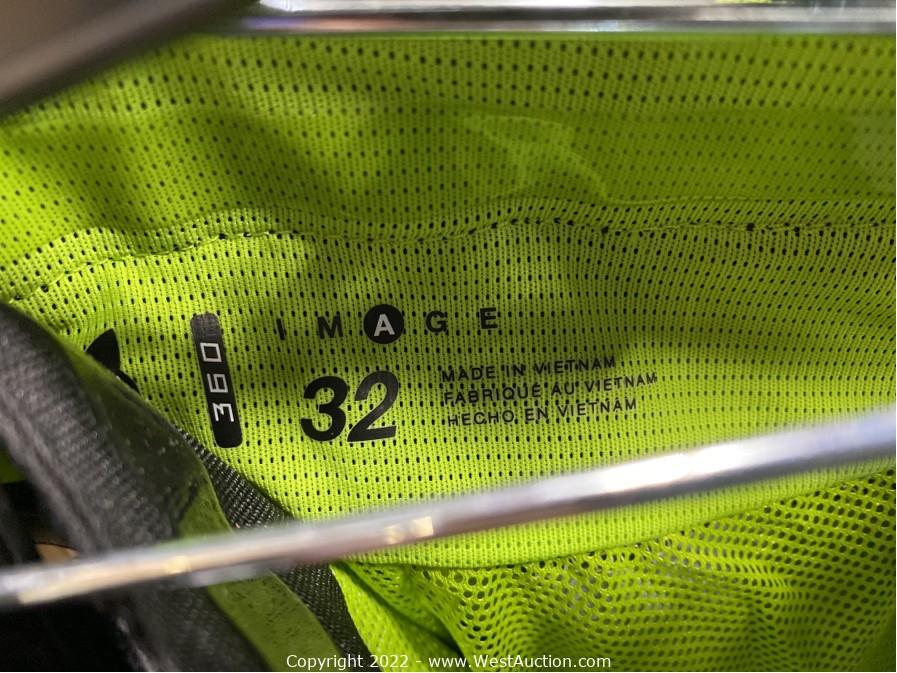 360
IMAGE
32
MADE IN VIETNAM
FABRIQUÉ AU VIETNAM
HECHO EN VIETNAM
Copyright 2022 - www.WestAuction.com